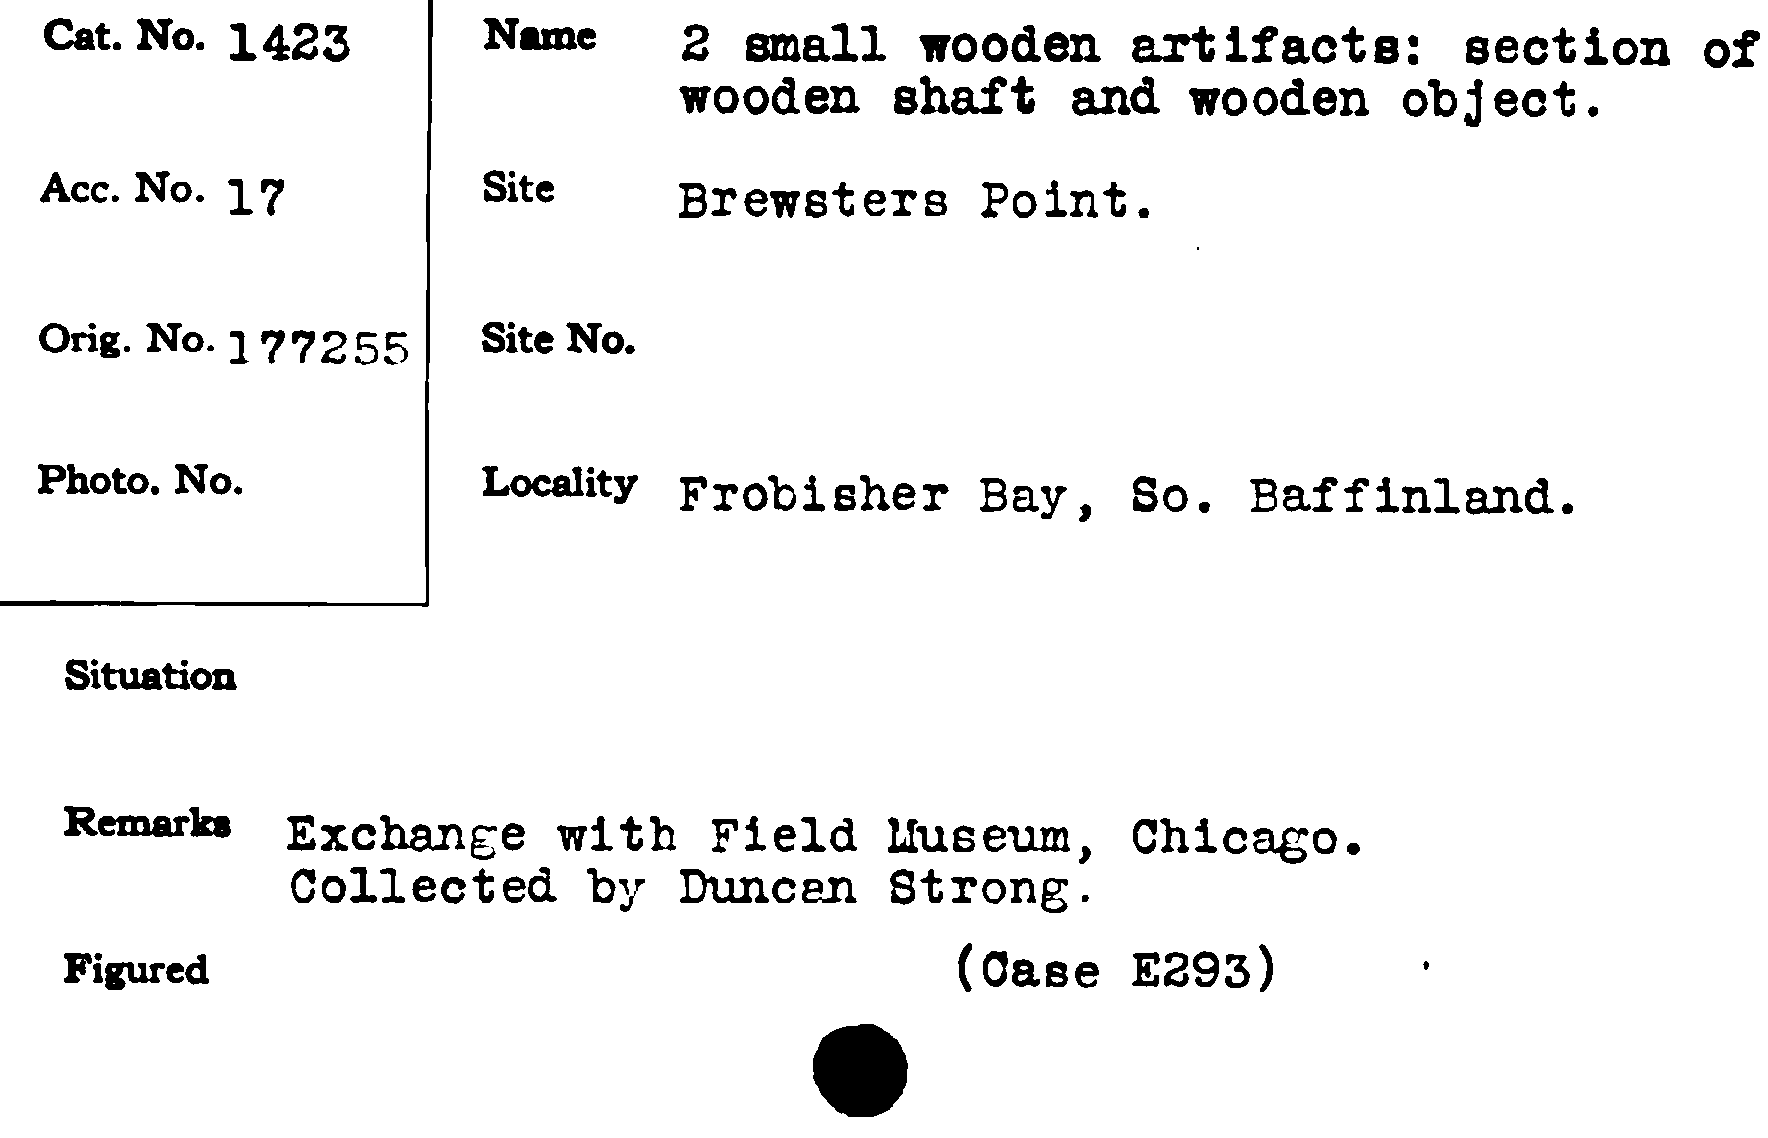 Cat. No. 1423
Name 2 small wooden artifacts: section of
wooden shaft and wooden object.
Acc. No. 17
Site Brewsters Point.
Orig. No. 177255
Site No.
Photo. No.
Locality Frobisher Bay, So. Baffinland.
Situation
Remarks Exchange with Field Museum, Chicago.
Collected by Duncan Strong.
Figured (Case E293)